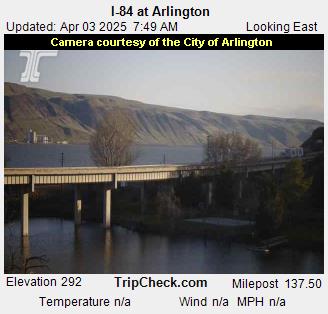 I-84 at Arlington
Updated: Apr 03 2025 7:49 AM Looking East
Camera courtesy of the City of Arlington
Elevation 292 TripCheck.com Milepost 137.50
Temperature n/a Wind n/a MPH n/a